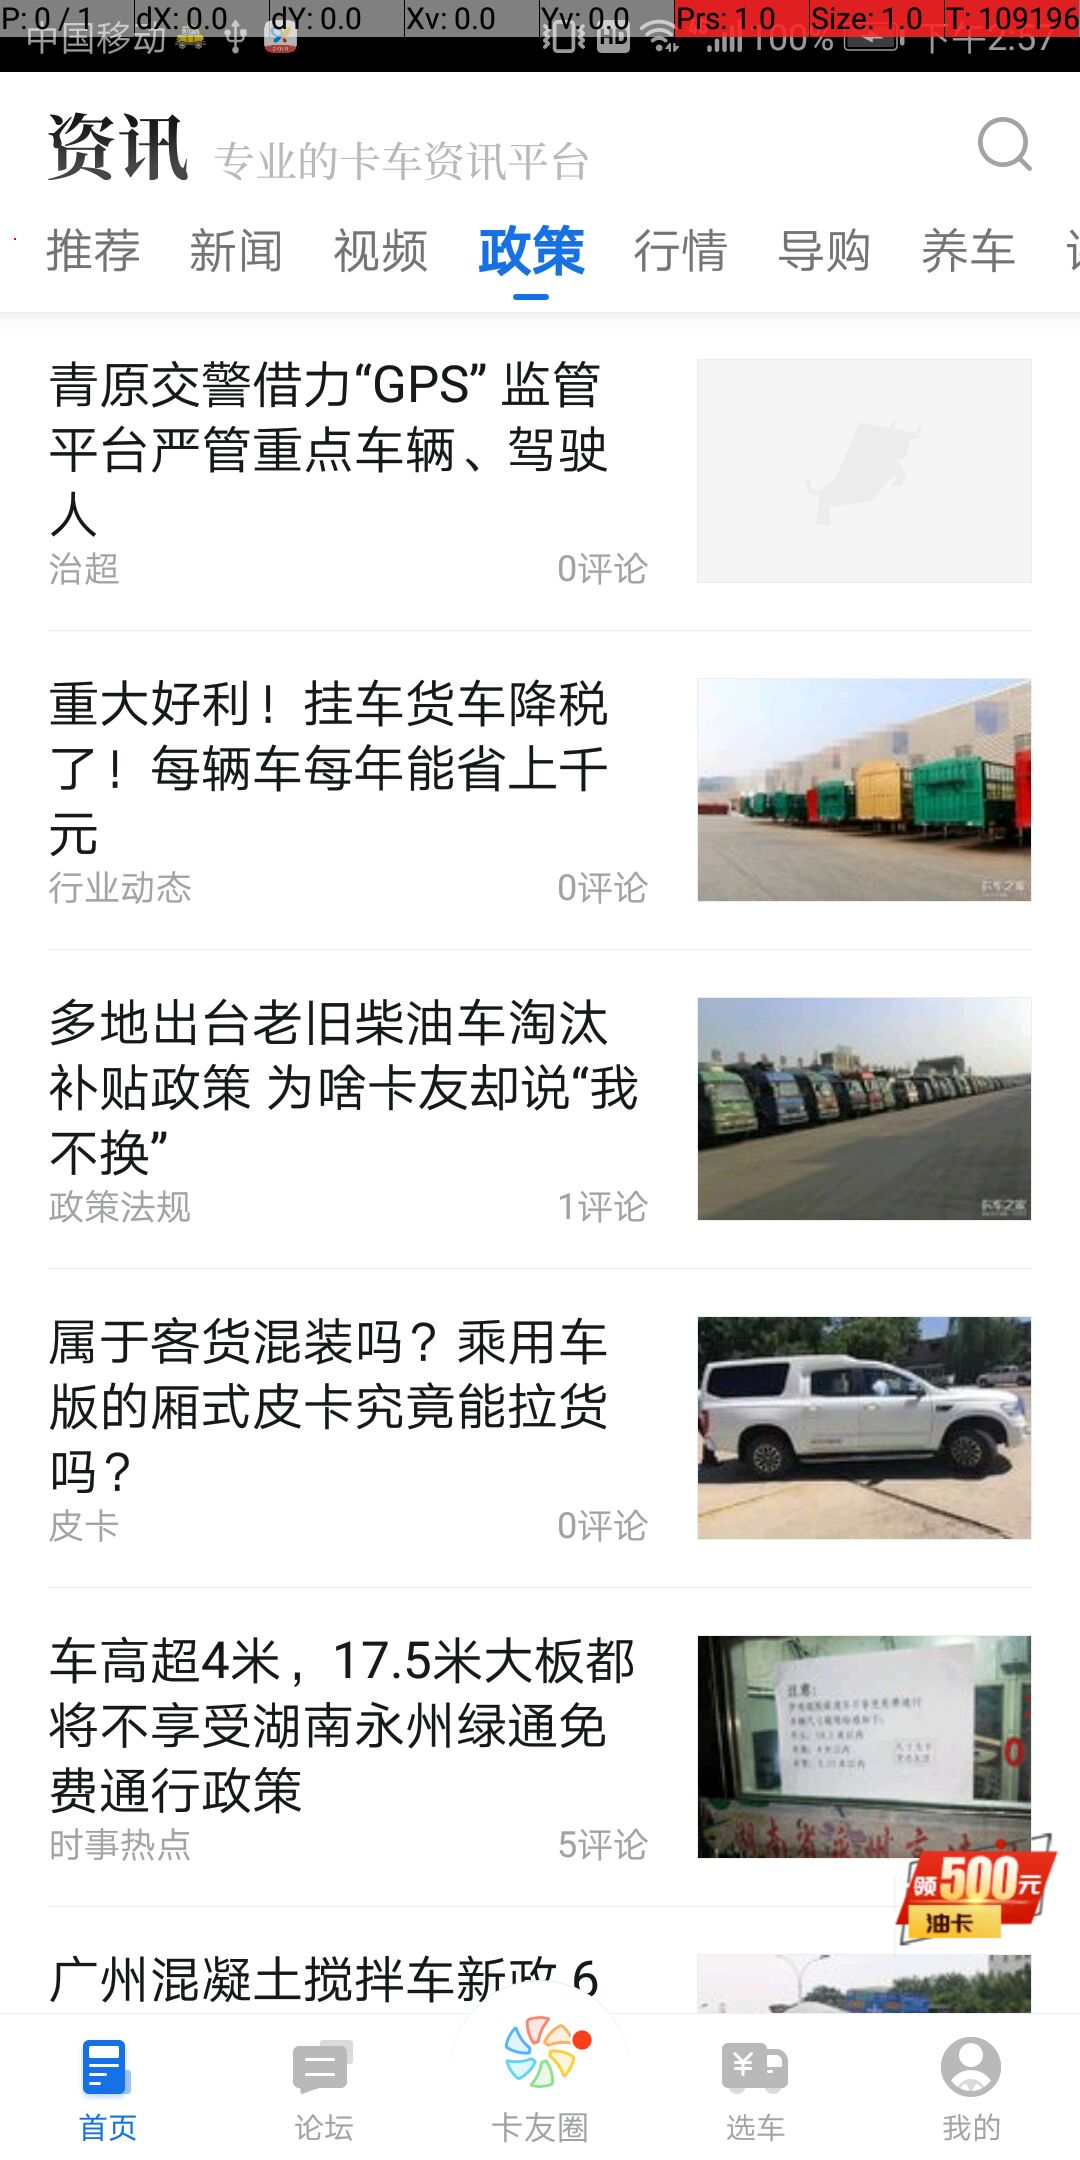 P: 0 / 1 dX: 0.0 dY: 0.0 Xv: 0.0 Yv: 0.0 Prs: 1.0 Size: 1.0 T: 109196
中国移动 HD 100% 下午2:57
资讯 专业的卡车资讯平台
推荐 新闻 视频 政策 行情 导购 养车
青原交警借力“GPS” 监管
平台严管重点车辆、驾驶
人
治超 0评论
重大好利！挂车货车降税
了！每辆车每年能省上千
元
行业动态 0评论
卡车之家
多地出台老旧柴油车淘汰
补贴政策 为啥卡友却说“我
不换”
政策法规 1评论
卡车之家
属于客货混装吗？乘用车
版的厢式皮卡究竟能拉货
吗？
皮卡 0评论
车高超4米，17.5米大板都
将不享受湖南永州绿通免
费通行政策
时事热点 5评论
注意：
领500元
油卡
广州混凝土搅拌车新政 6
首页 论坛 卡友圈 选车 我的